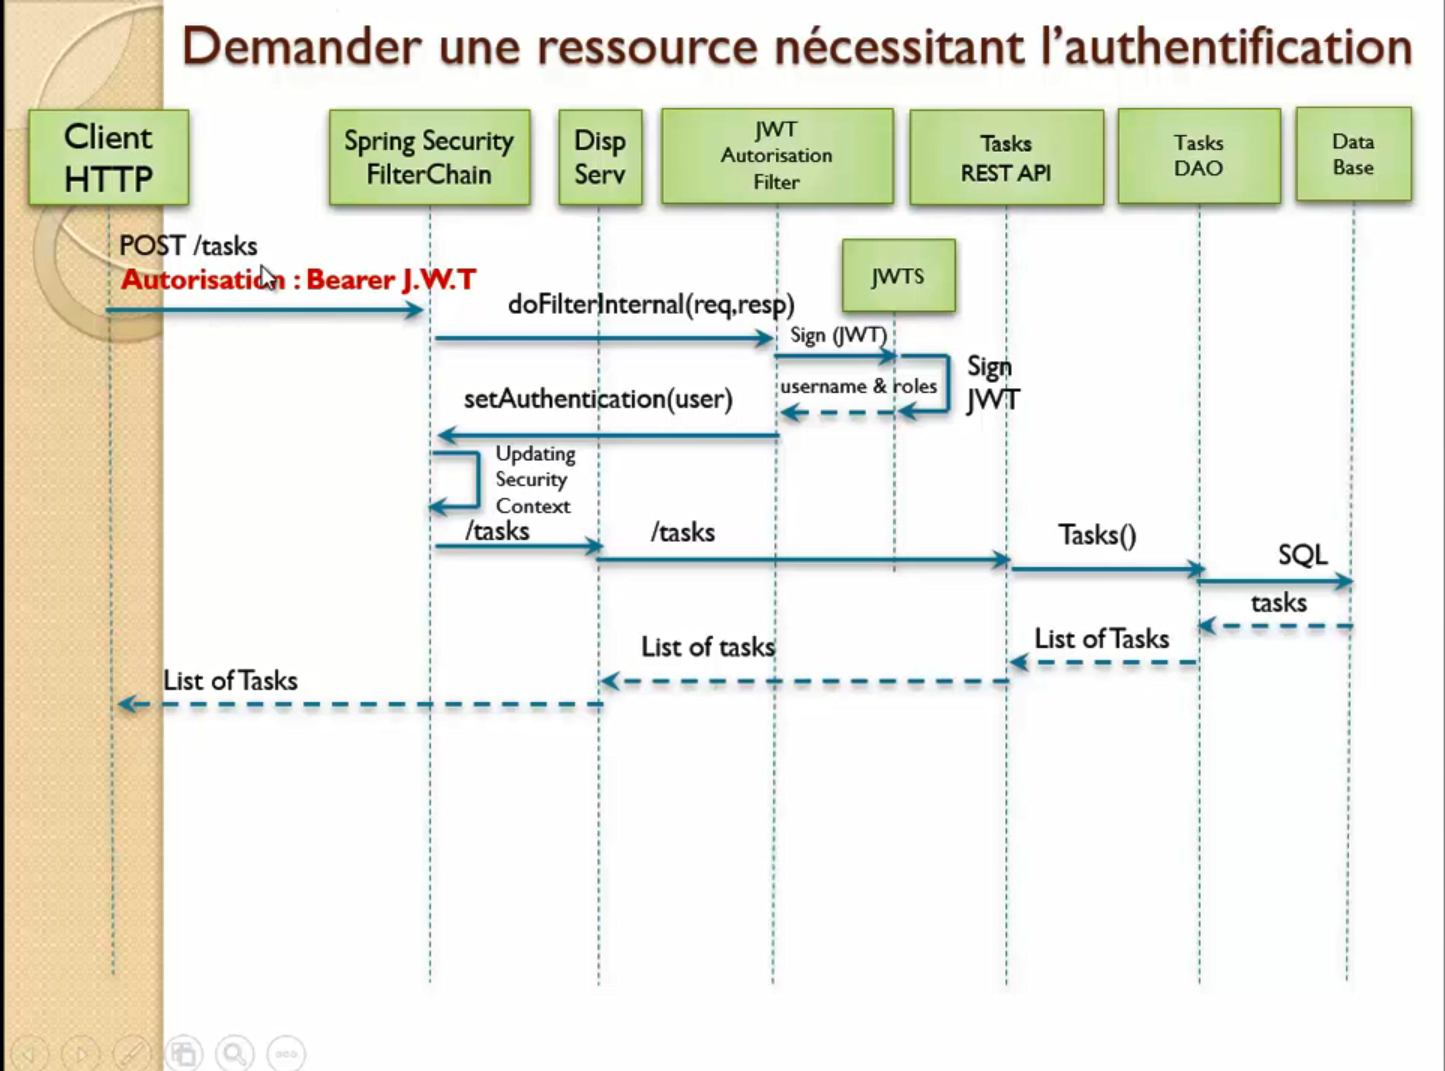 Demander une ressource nécessitant l'authentification
Client
HTTP
Spring Security
FilterChain
Disp
Serv
JWT
Autorisation
Filter
Tasks
REST API
Tasks
DAO
Data
Base
POST /tasks
Autorisation : Bearer J.W.T
JWTS
doFilterInternal(req,resp)
Sign (JWT)
Sign
JWT
username & roles
setAuthentication(user)
Updating
Security
Context
/tasks
/tasks
Tasks()
SQL
tasks
List of Tasks
List of tasks
List of Tasks